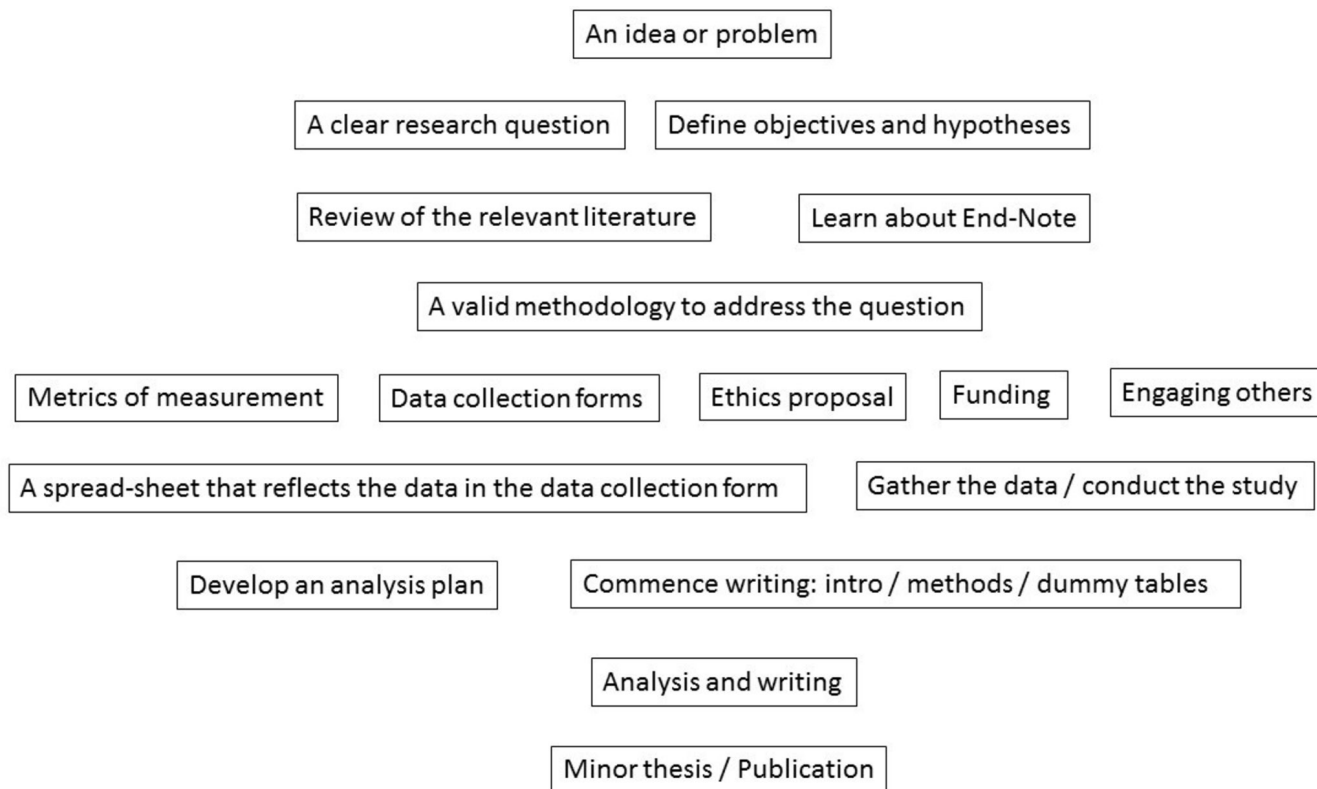 An idea or problem
A clear research question
Define objectives and hypotheses
Review of the relevant literature
Learn about End-Note
A valid methodology to address the question
Metrics of measurement
Data collection forms
Ethics proposal
Funding
Engaging others
A spread-sheet that reflects the data in the data collection form
Gather the data / conduct the study
Develop an analysis plan
Commence writing: intro / methods / dummy tables
Analysis and writing
Minor thesis / Publication